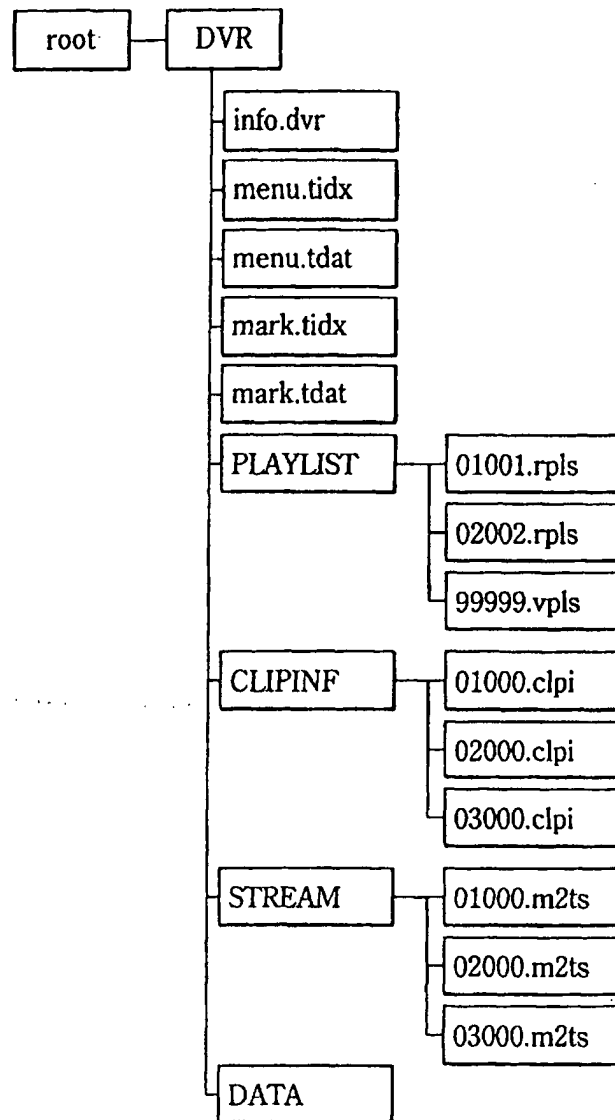 root DVR
info.dvr
menu.tidx
menu.tdat
mark.tidx
mark.tdat
PLAYLIST 01001.rpls
02002.rpls
99999.vpls
CLIPINF 01000.clpi
02000.clpi
03000.clpi
STREAM 01000.m2ts
02000.m2ts
03000.m2ts
DATA